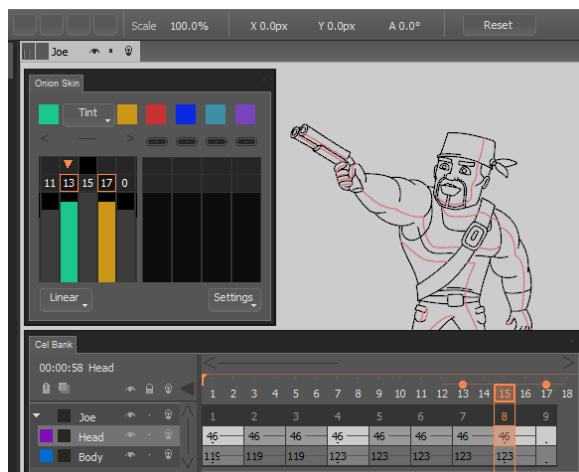 Scale 100.0% X 0.0px Y 0.0px A 0.0° Reset
Joe
Onion Skin
Tint
11 13 15 17 0
Linear Settings
Cel Bank
00:00:58 Head
1 2 3 4 5 6 7 8 9 10 11 12 13 14 15 16 17 18
Joe 1 2 3 4 5 6 7 8 9
Head 46 46 46 46 46 46 46 46
Body 119 119 119 123 123 123 123 123